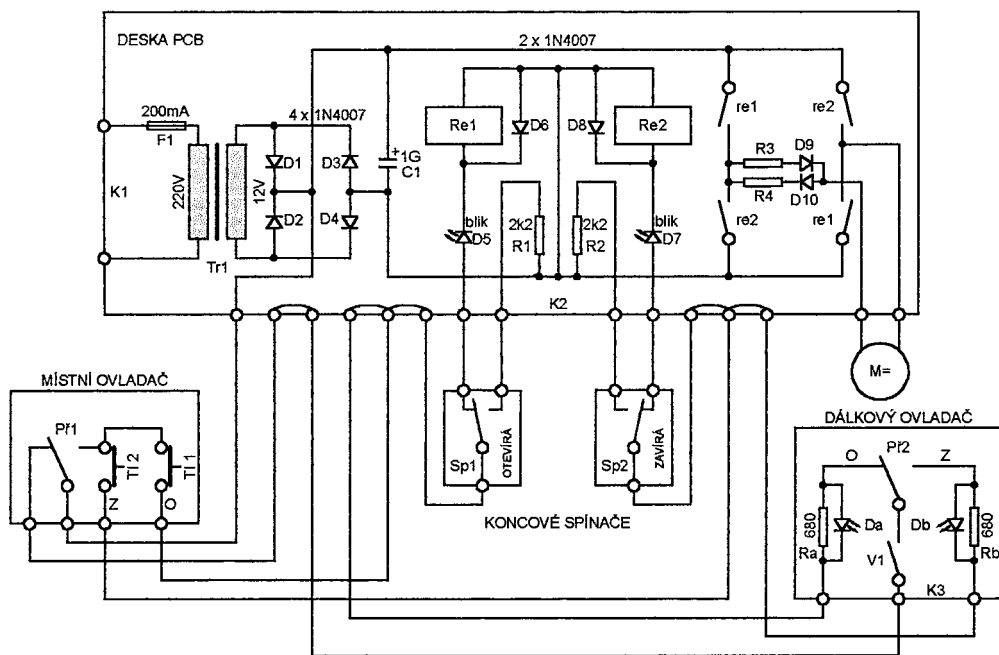 DESKA PCB
2 x 1N4007
200mA
F1
4 x 1N4007
K1
220V
12V
Tr1
D1
D2
D3
D4
+
1G
C1
Re1
D6
D8
Re2
blik
D5
2k2
R1
2k2
R2
blik
D7
re1
re2
R3
D9
R4
D10
re2
re1
K2
M=
MÍSTNÍ OVLADAČ
Př1
Tl 2
Tl 1
Z
O
Sp1
OTEVÍRÁ
Sp2
ZAVÍRÁ
KONCOVÉ SPÍNAČE
DÁLKOVÝ OVLADAČ
O
Př2
Z
680
Ra
Da
Db
680
Rb
V1
K3